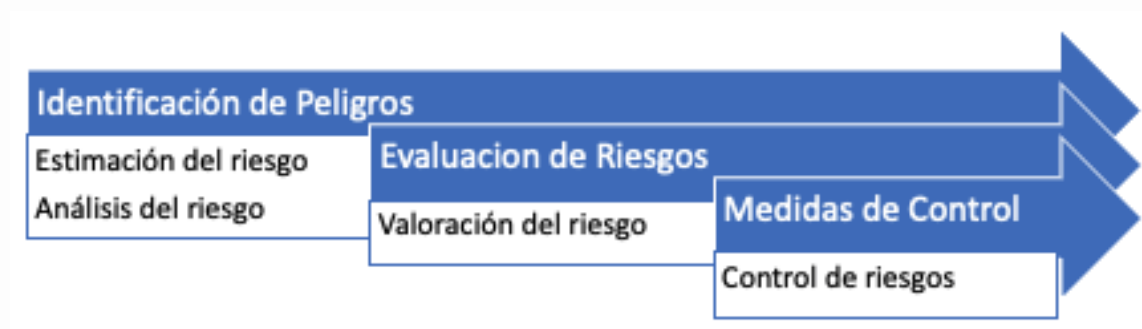 Identificación de Peligros
Estimación del riesgo
Análisis del riesgo
Evaluacion de Riesgos
Valoración del riesgo
Medidas de Control
Control de riesgos